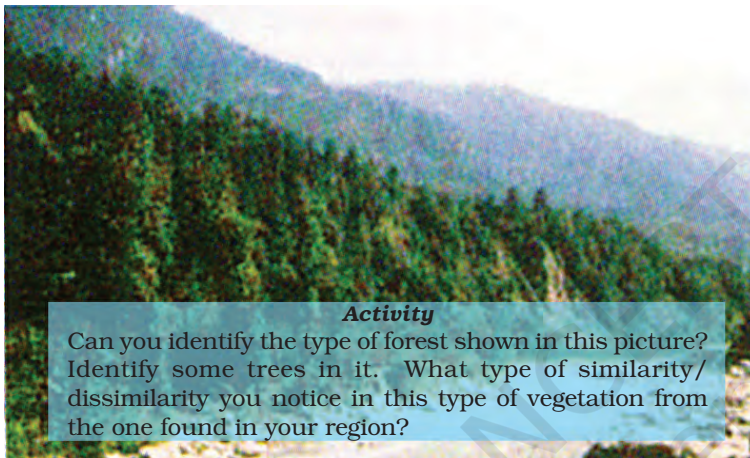 Activity
Can you identify the type of forest shown in this picture?
Identify some trees in it. What type of similarity/
dissimilarity you notice in this type of vegetation from
the one found in your region?